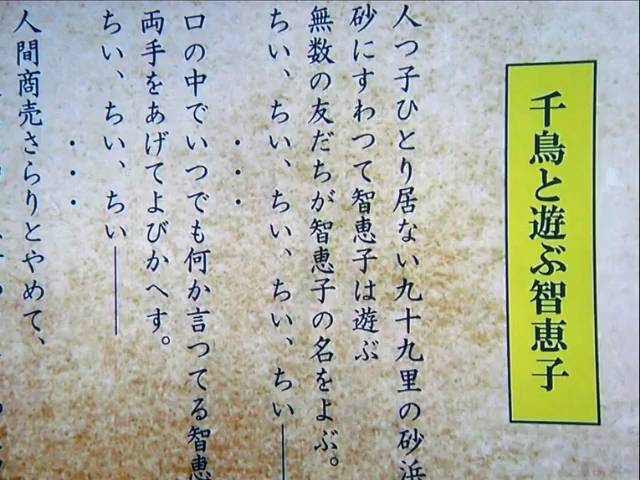 千鳥と遊ぶ智恵子
人つ子ひとり居ない九十九里の砂浜
砂にすわつて智恵子は遊ぶ
無数の友だちが智恵子の名をよぶ。
ちい、ちい、ちい、ちい、ちい――
・・・
口の中でいつでも何か言つてる智恵
両手をあげてよびかへす。
ちい、ちい、ちい――
・・・
人間商売さらりとやめて、